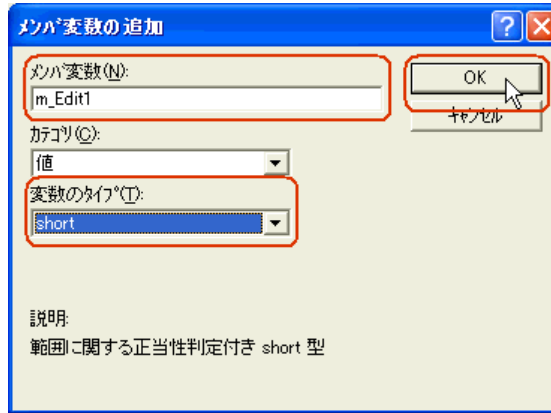 メンバ変数の追加
メンバ変数(N):
OK
m_Edit1
キャンセル
カテゴリ(C):
値
変数のタイプ(T):
short
説明:
範囲に関する正当性判定付き short 型